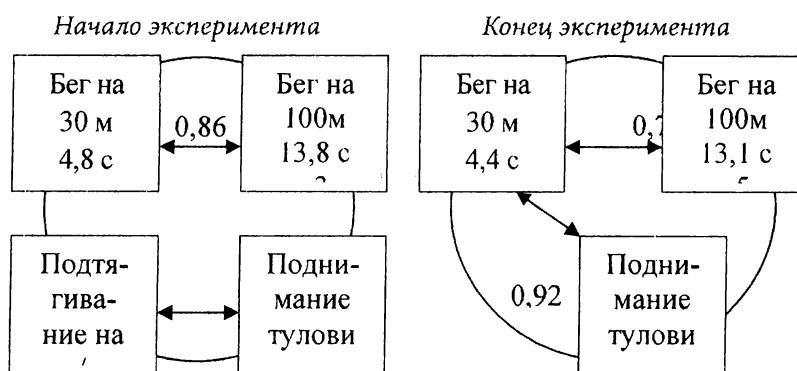 Начало эксперимента
Конец эксперимента
Бег на
30 м
4,8 с
0,86
Бег на
100м
13,8 с
Бег на
30 м
4,4 с
Бег на
100м
13,1 с
Подтя-
гива-
ние на
Подни-
мание
тулови
0,92
Подни-
мание
тулови